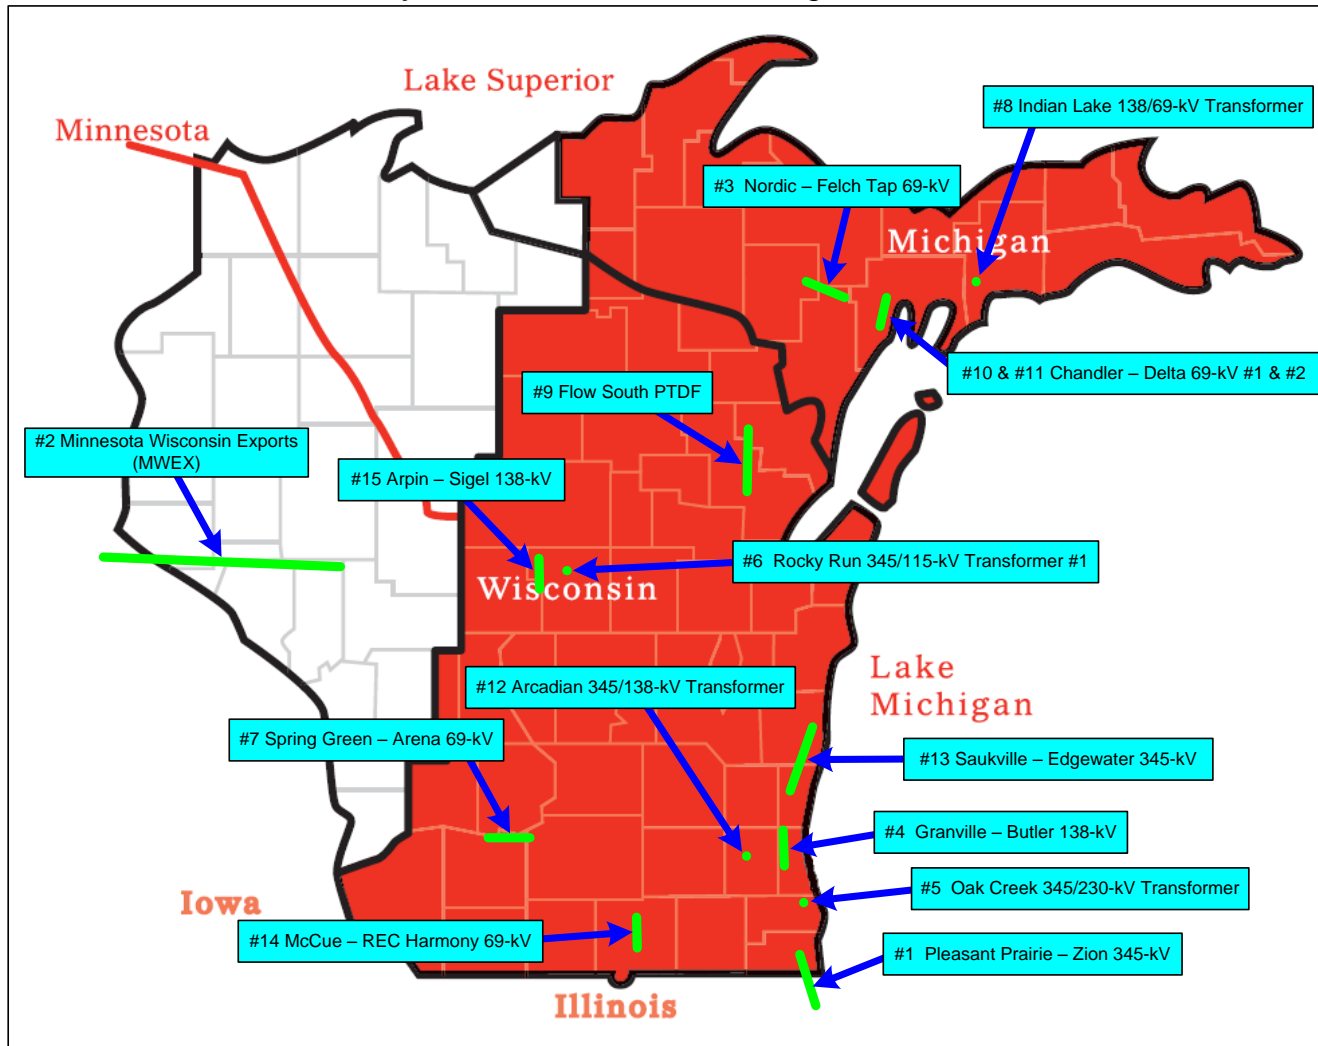 Lake Superior
#8 Indian Lake 138/69-kV Transformer
Minnesota
#3  Nordic – Felch Tap 69-kV
Michigan
#10 & #11 Chandler – Delta 69-kV #1 & #2
#9 Flow South PTDF
#2 Minnesota Wisconsin Exports
(MWEX)
#15 Arpin – Sigel 138-kV
#6  Rocky Run 345/115-kV Transformer #1
Wisconsin
Lake
Michigan
#12 Arcadian 345/138-kV Transformer
#7 Spring Green – Arena 69-kV
#13 Saukville – Edgewater 345-kV
#4  Granville – Butler 138-kV
#5  Oak Creek 345/230-kV Transformer
Iowa
#14 McCue – REC Harmony 69-kV
#1  Pleasant Prairie – Zion 345-kV
Illinois